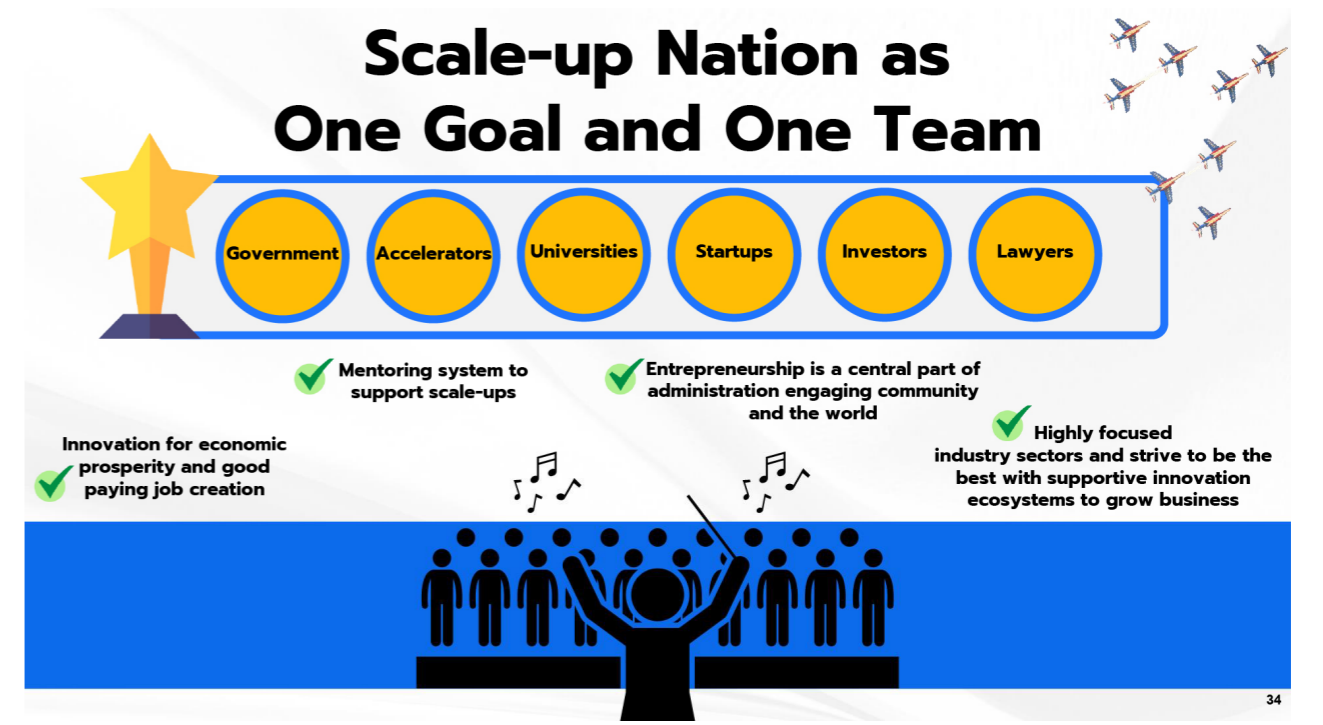 Scale-up Nation as
One Goal and One Team
Government
Accelerators
Universities
Startups
Investors
Lawyers
Mentoring system to
support scale-ups
Entrepreneurship is a central part of
administration engaging community
and the world
Innovation for economic
prosperity and good
paying job creation
Highly focused
industry sectors and strive to be the
best with supportive innovation
ecosystems to grow business
34